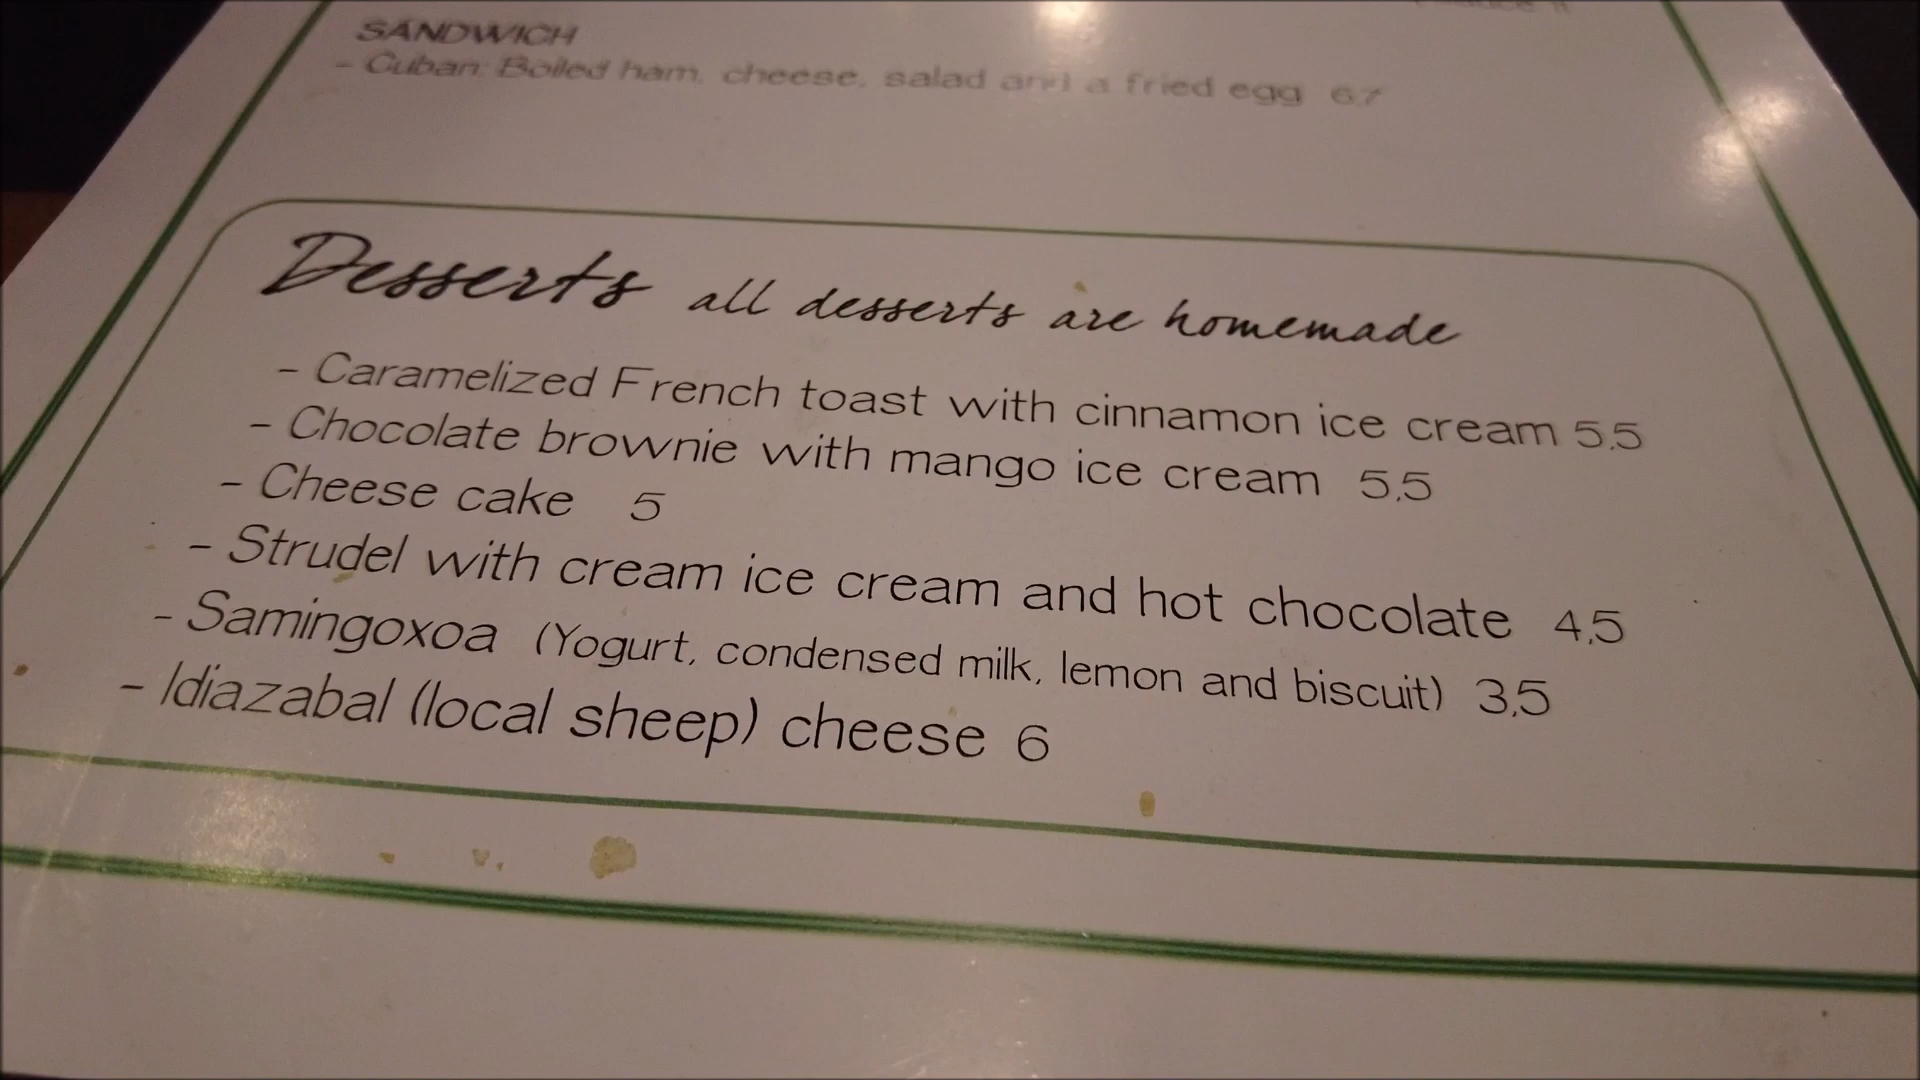 SANDWICH
- Cuban: Boiled ham, cheese, salad and a fried egg 6,7
Desserts all desserts are homemade
- Caramelized French toast with cinnamon ice cream 5,5
- Chocolate brownie with mango ice cream 5,5
- Cheese cake 5
- Strudel with cream ice cream and hot chocolate 4,5
- Samingoxoa (Yogurt, condensed milk, lemon and biscuit) 3,5
- Idiazabal (local sheep) cheese 6